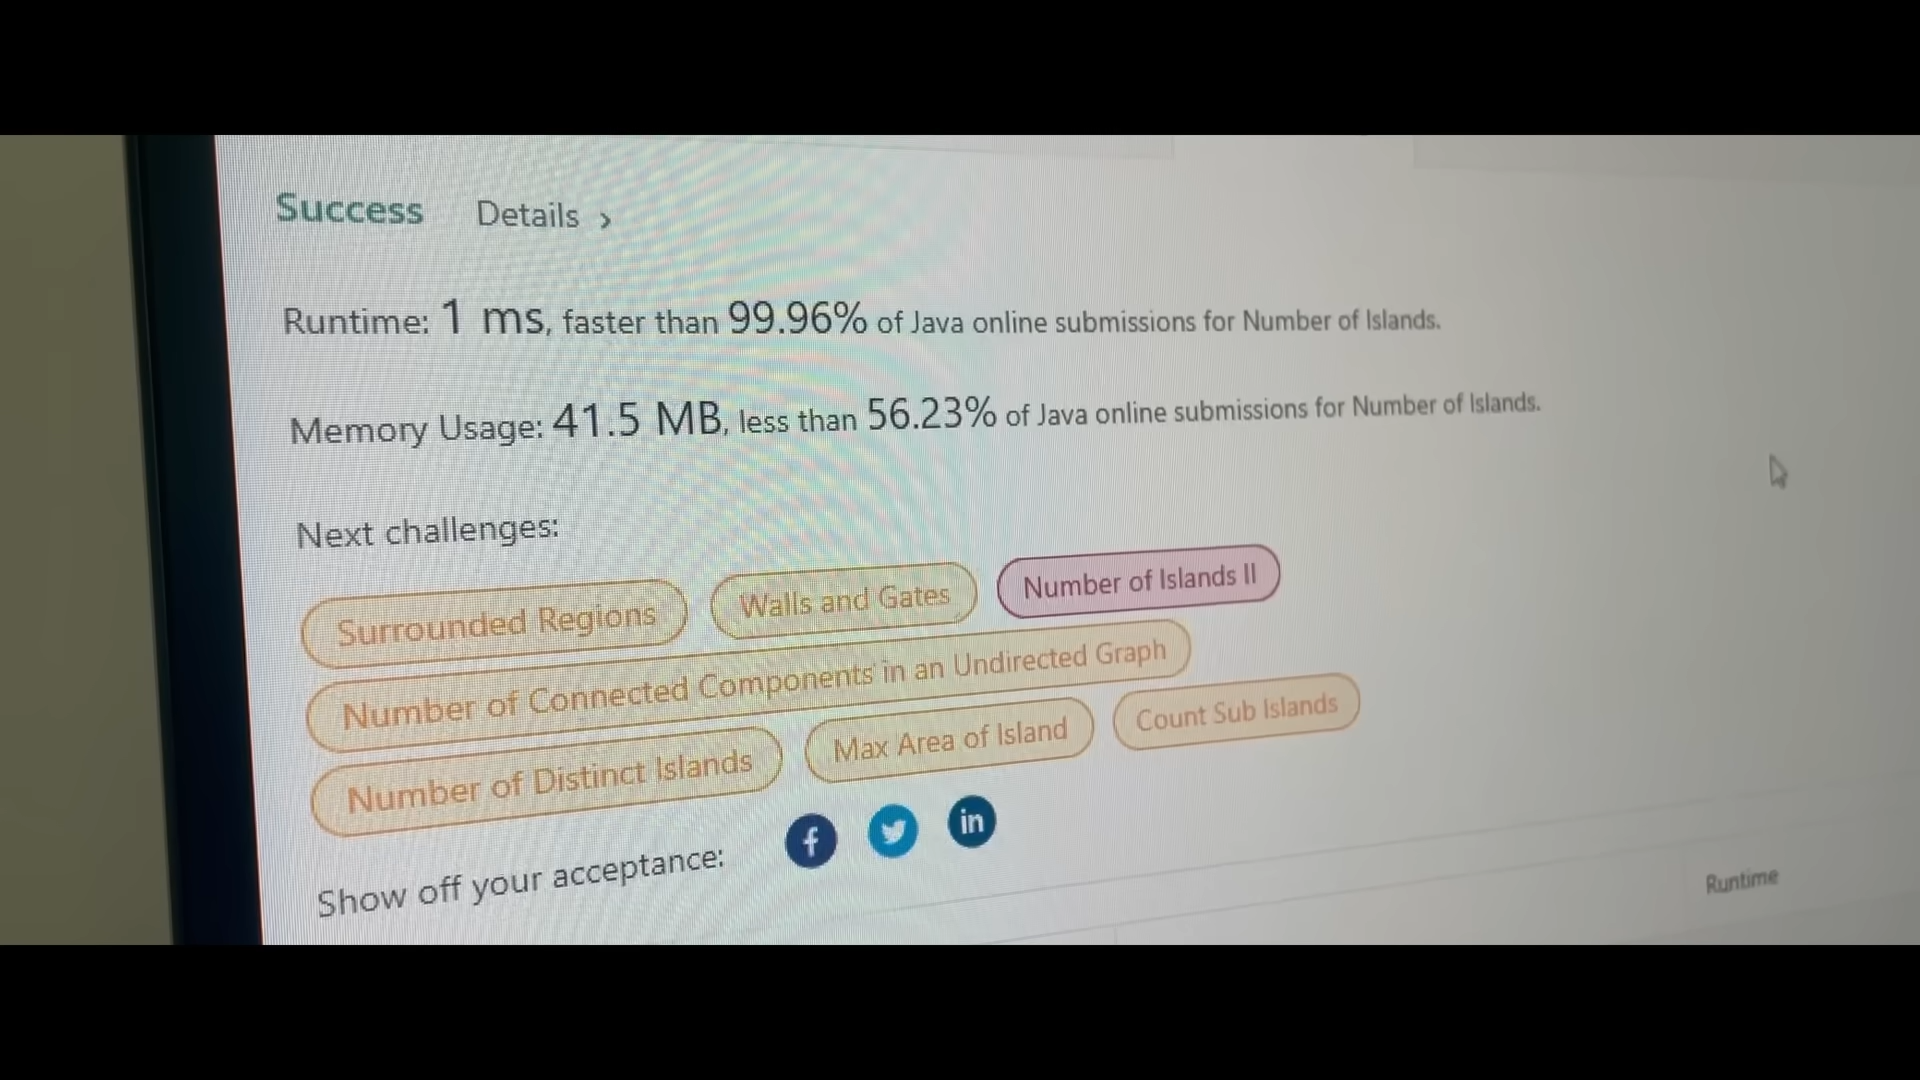 Success Details >
Runtime: 1 ms, faster than 99.96% of Java online submissions for Number of Islands.
Memory Usage: 41.5 MB, less than 56.23% of Java online submissions for Number of Islands.
Next challenges:
Surrounded Regions Walls and Gates Number of Islands II
Number of Connected Components in an Undirected Graph
Number of Distinct Islands Max Area of Island Count Sub Islands
Show off your acceptance: f in
Runtime